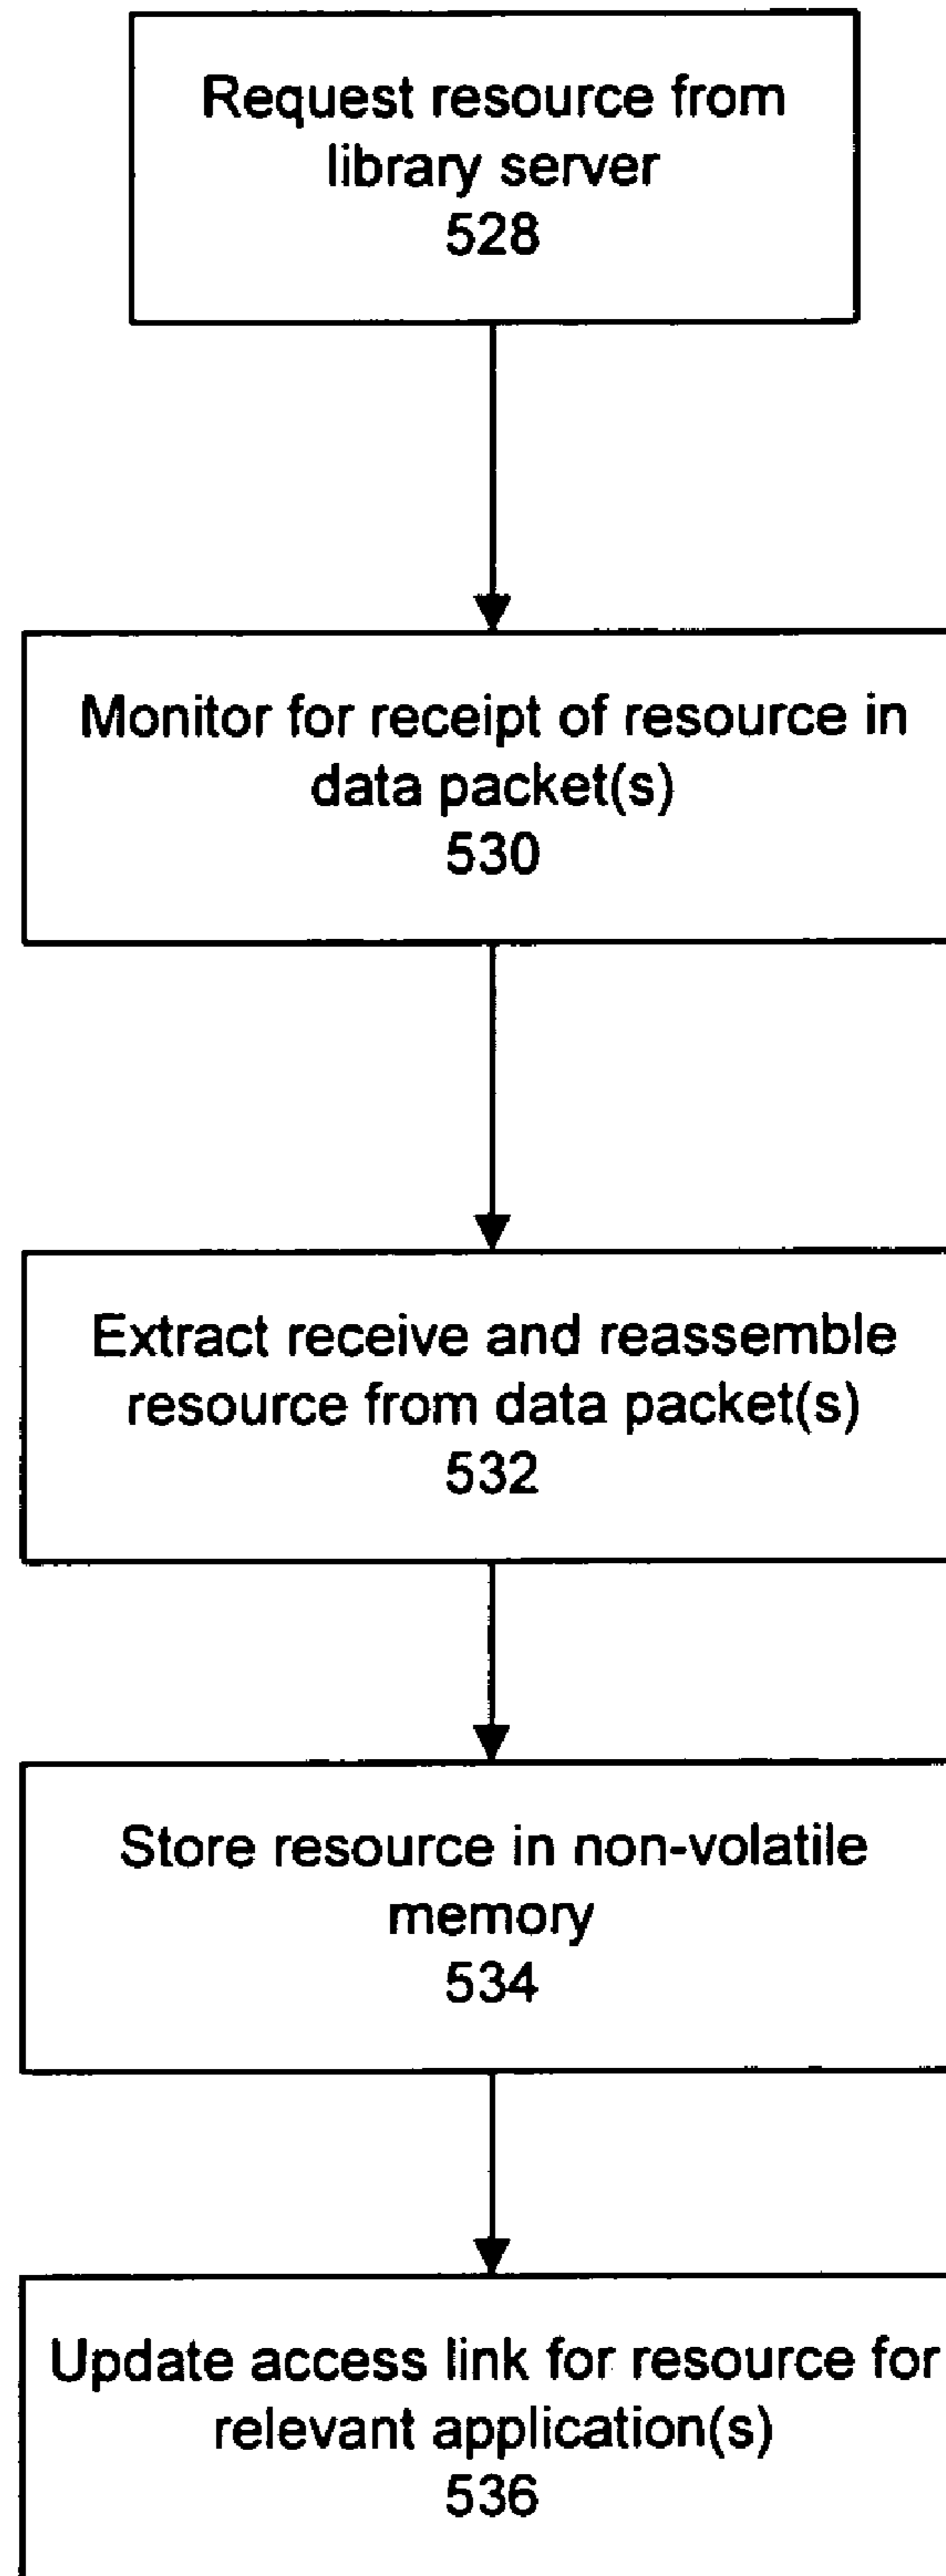 Request resource from
library server
528
Monitor for receipt of resource in
data packet(s)
530
Extract receive and reassemble
resource from data packet(s)
532
Store resource in non-volatile
memory
534
Update access link for resource for
relevant application(s)
536